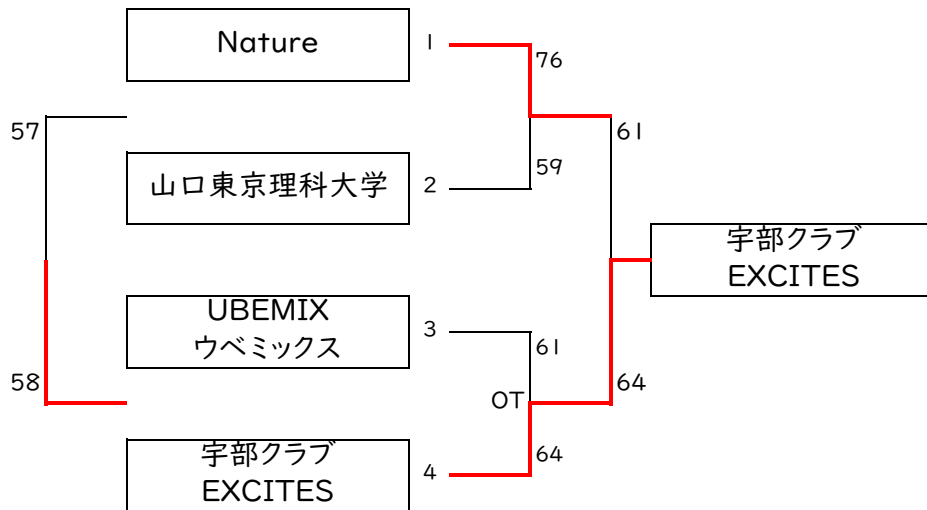 Nature
1
76
57
61
山口東京理科大学
2
59
宇部クラブ
EXCITES
UBEMIX
ウベミックス
3
61
58
OT
64
宇部クラブ
EXCITES
4
64